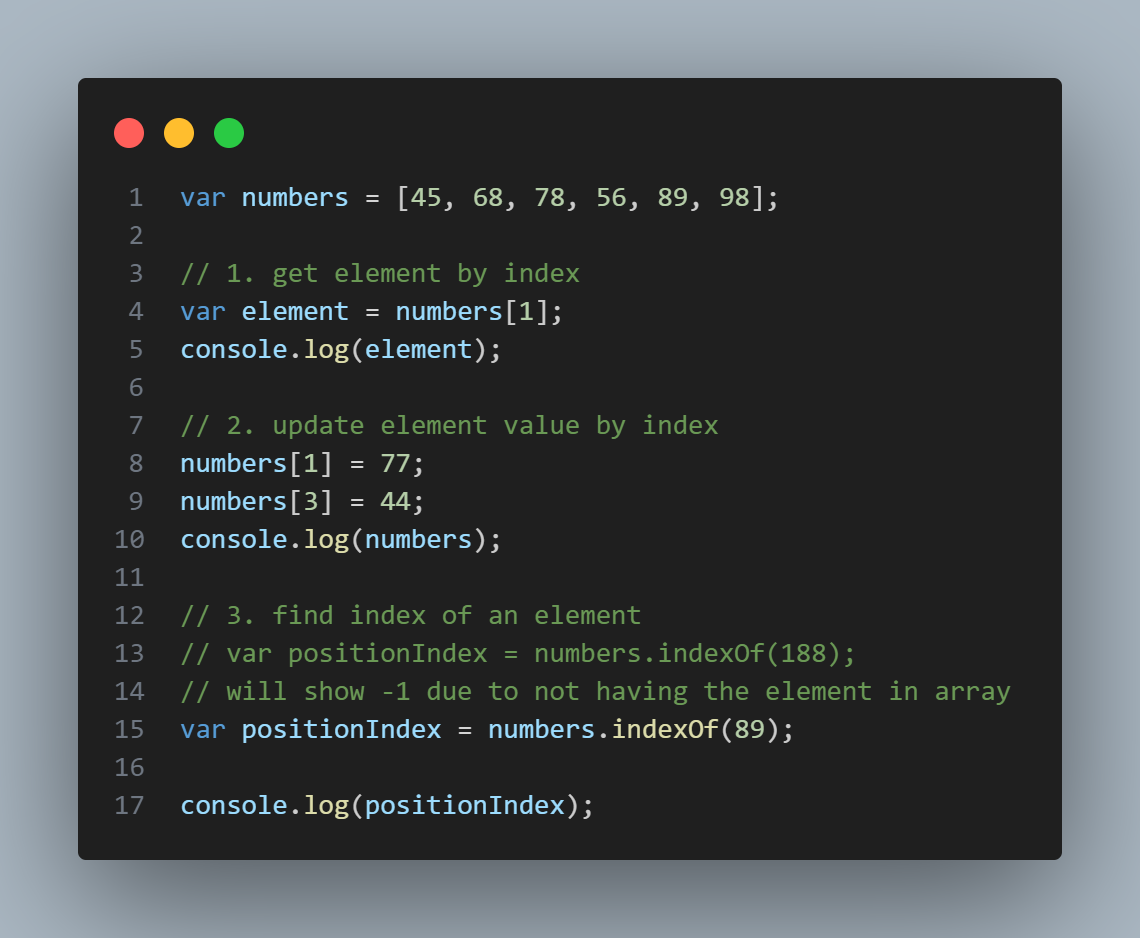 1 var numbers = [45, 68, 78, 56, 89, 98];
2
3 // 1. get element by index
4 var element = numbers[1];
5 console.log(element);
6
7 // 2. update element value by index
8 numbers[1] = 77;
9 numbers[3] = 44;
10 console.log(numbers);
11
12 // 3. find index of an element
13 // var positionIndex = numbers.indexOf(188);
14 // will show -1 due to not having the element in array
15 var positionIndex = numbers.indexOf(89);
16
17 console.log(positionIndex);